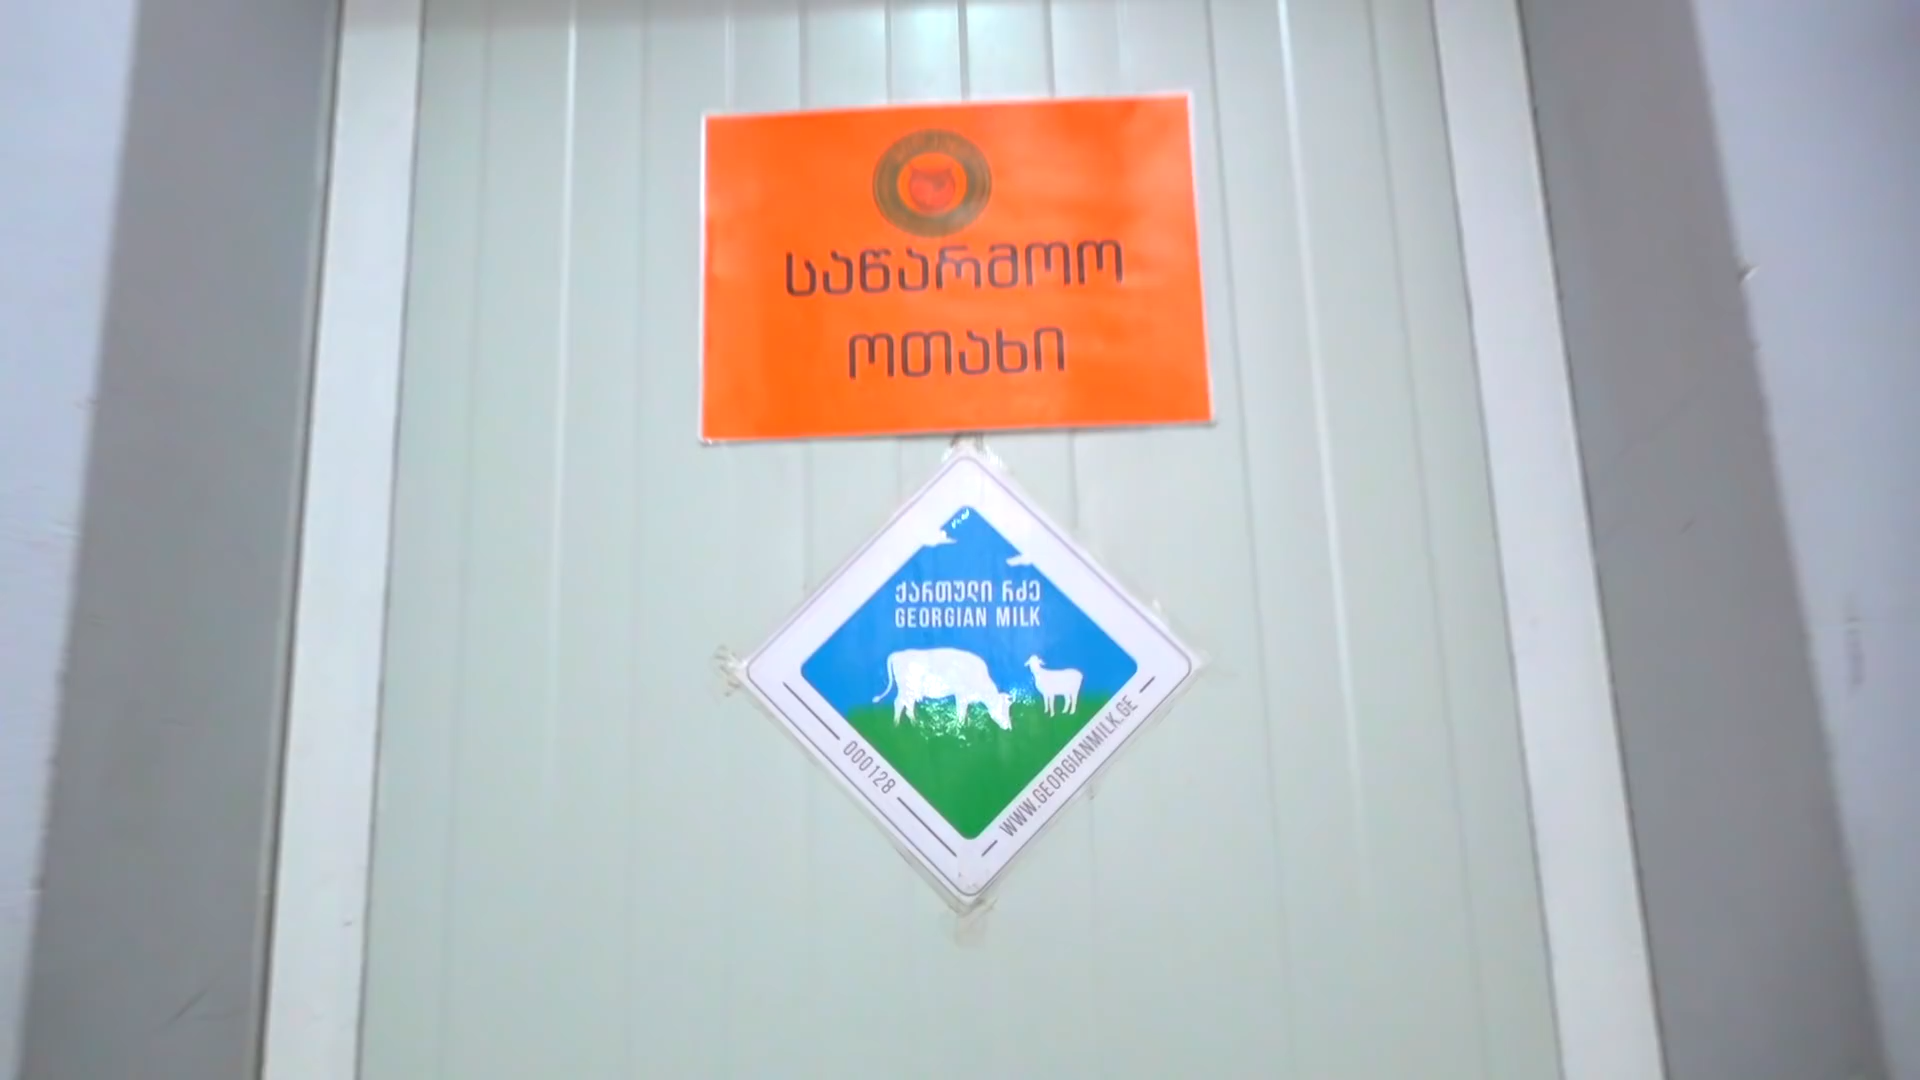 საწარმოო
ოთახი
ქართული რძე
GEORGIAN MILK
000128
WWW.GEORGIANMILK.GE